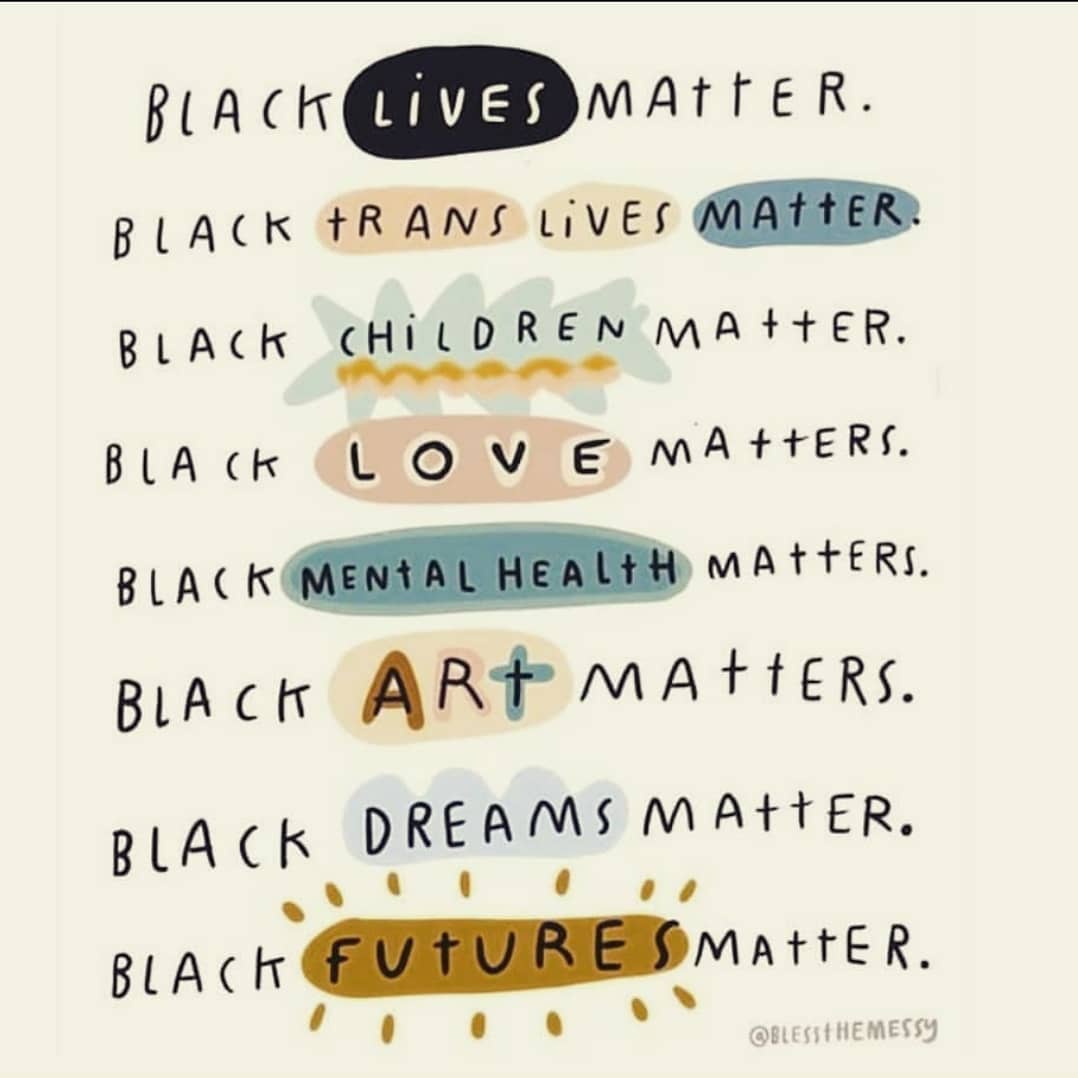 BLACK LiVES MAttER.
BLACK tRANS LiVES MAttER.
BLACK CHiLDREN MAttER.
BLACK LOVE MAttERS.
BLACK MENtAL HEALtH MAttERS.
BLACK ARt MAttERS.
BLACK DREAMS MAttER.
BLACK FUtURES MAttER.
@BLESStHEMESSY